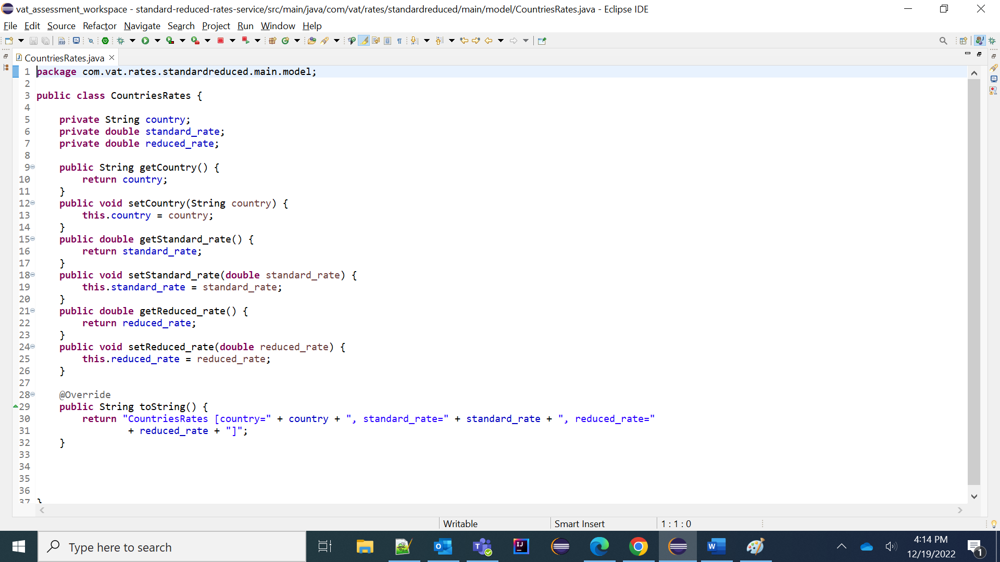 vat_assessment_workspace - standard-reduced-rates-service/src/main/java/com/vat/rates/standardreduced/main/model/CountriesRates.java - Eclipse IDE
File Edit Source Refactor Navigate Search Project Run Window Help
CountriesRates.java
1 package com.vat.rates.standardreduced.main.model;
2
3 public class CountriesRates {
4
5     private String country;
6     private double standard_rate;
7     private double reduced_rate;
8
9     public String getCountry() {
10         return country;
11     }
12     public void setCountry(String country) {
13         this.country = country;
14     }
15     public double getStandard_rate() {
16         return standard_rate;
17     }
18     public void setStandard_rate(double standard_rate) {
19         this.standard_rate = standard_rate;
20     }
21     public double getReduced_rate() {
22         return reduced_rate;
23     }
24     public void setReduced_rate(double reduced_rate) {
25         this.reduced_rate = reduced_rate;
26     }
27
28     @Override
29     public String toString() {
30         return "CountriesRates [country=" + country + ", standard_rate=" + standard_rate + ", reduced_rate="
31                 + reduced_rate + "]";
32     }
33
34
35
36
37 }
Writable Smart Insert 1 : 1 : 0
Type here to search
4:14 PM
12/19/2022
1